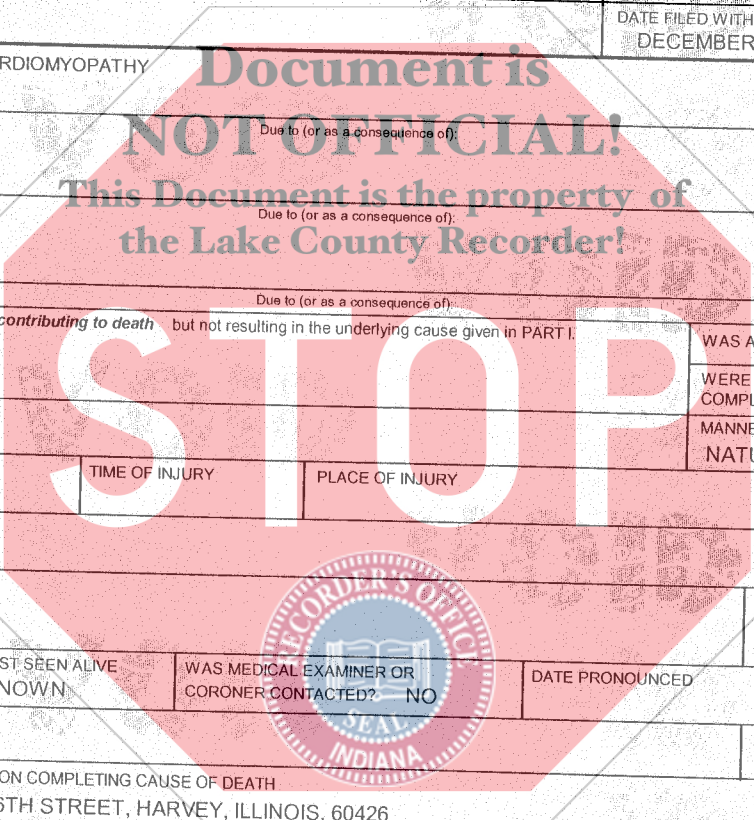 DATE FILED WITH
DECEMBER
RDIOMYOPATHY
Document is
NOT OFFICIAL!
Due to (or as a consequence of):
This Document is the property of
Due to (or as a consequence of):
the Lake County Recorder!
Due to (or as a consequence of):
contributing to death but not resulting in the underlying cause given in PART I.
WAS A
WERE
COMPL
MANNE
NATU
STOP
TIME OF INJURY
PLACE OF INJURY
RECORDER'S OFFICE
SEAL
INDIANA
ST SEEN ALIVE
NOWN
WAS MEDICAL EXAMINER OR
CORONER CONTACTED? NO
DATE PRONOUNCED
ON COMPLETING CAUSE OF DEATH
6TH STREET, HARVEY, ILLINOIS, 60426